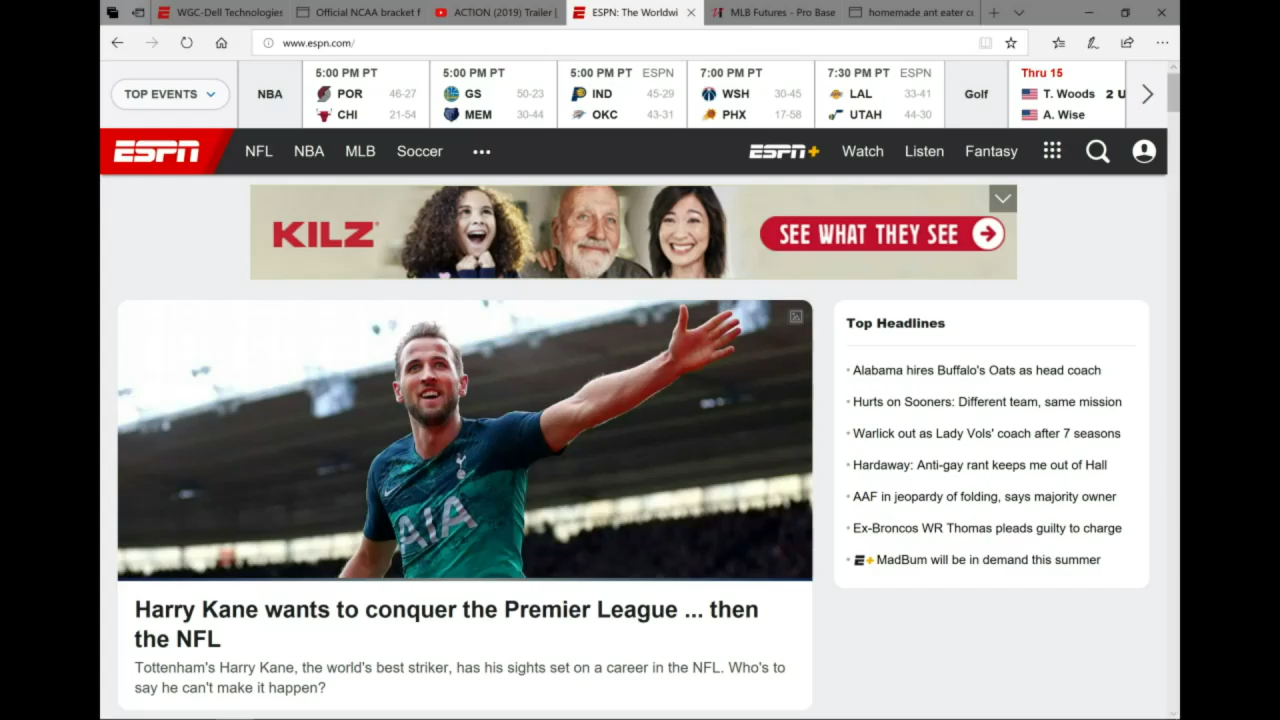 WGC-Dell Technologies
Official NCAA bracket f
ACTION (2019) Trailer |
ESPN: The Worldwi
MLB Futures - Pro Base
homemade ant eater co
www.espn.com/
TOP EVENTS
NBA
5:00 PM PT
POR 46-27
CHI 21-54
5:00 PM PT
GS 50-23
MEM 30-44
5:00 PM PT ESPN
IND 45-29
OKC 43-31
7:00 PM PT
WSH 30-45
PHX 17-58
7:30 PM PT ESPN
LAL 33-41
UTAH 44-30
Golf
Thru 15
T. Woods 2 U
A. Wise
ESPN NFL NBA MLB Soccer ••• ESPN+ Watch Listen Fantasy
KILZ SEE WHAT THEY SEE
AIA
Harry Kane wants to conquer the Premier League ... then
the NFL
Tottenham's Harry Kane, the world's best striker, has his sights set on a career in the NFL. Who's to
say he can't make it happen?
Top Headlines
Alabama hires Buffalo's Oats as head coach
Hurts on Sooners: Different team, same mission
Warlick out as Lady Vols' coach after 7 seasons
Hardaway: Anti-gay rant keeps me out of Hall
AAF in jeopardy of folding, says majority owner
Ex-Broncos WR Thomas pleads guilty to charge
E+ MadBum will be in demand this summer